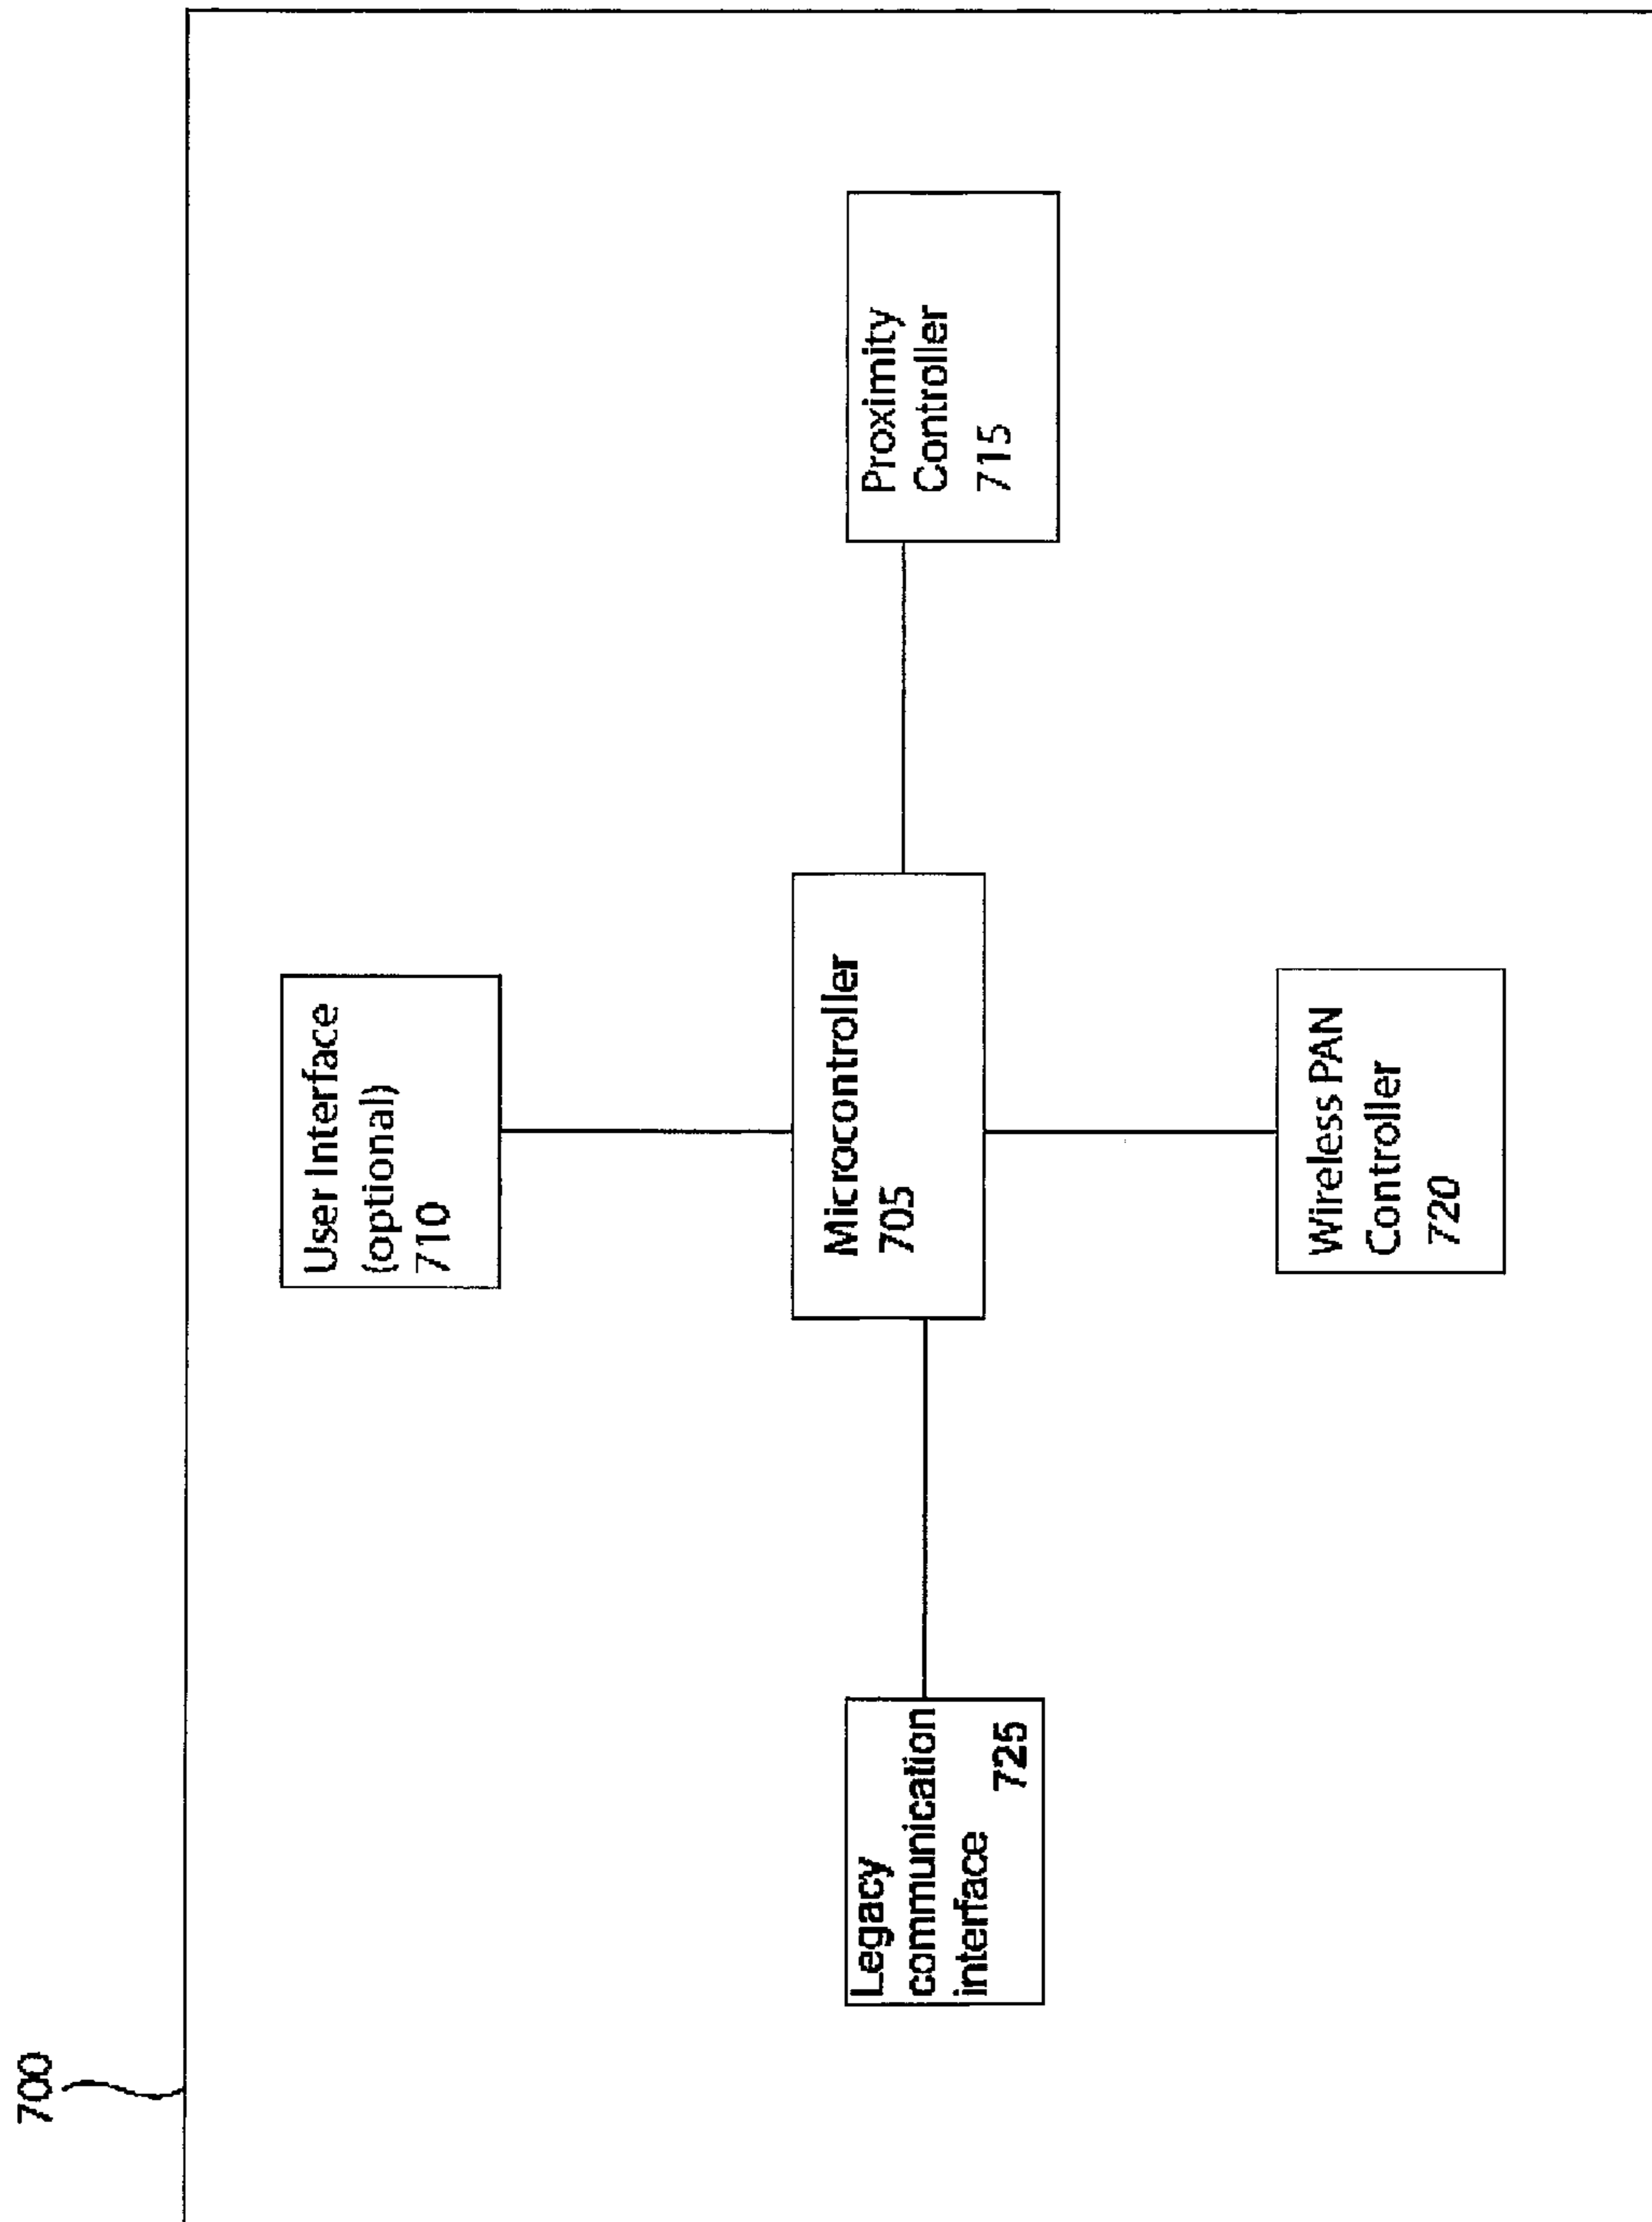 700
User Interface
(optional)
710
Legacy
communication
interface 725
Microcontroller
705
Proximity
Controller
715
Wireless PAN
Controller
720